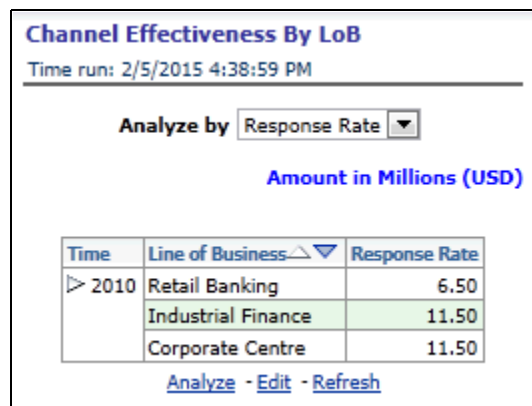 Channel Effectiveness By LoB
Time run: 2/5/2015 4:38:59 PM
Analyze by Response Rate
Amount in Millions (USD)
Time Line of Business Response Rate
2010 Retail Banking 6.50
Industrial Finance 11.50
Corporate Centre 11.50
Analyze - Edit - Refresh